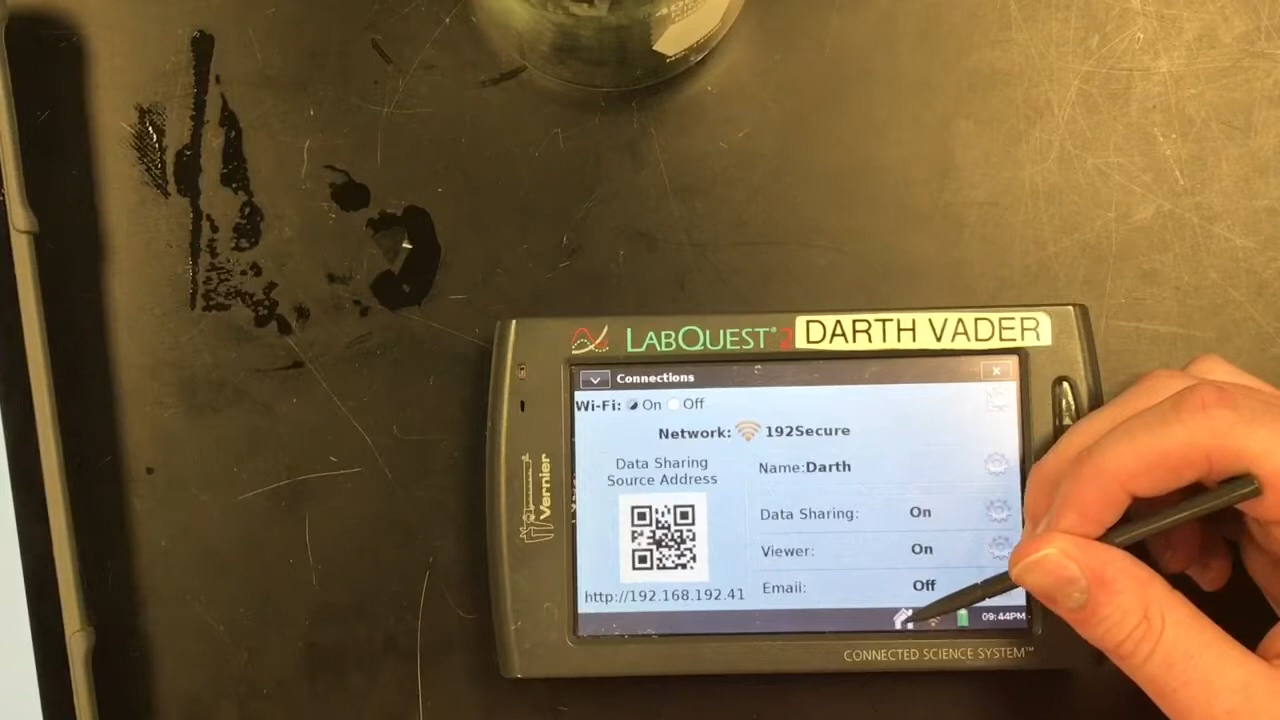 LABQUEST® 2 DARTH VADER
Connections
Wi-Fi: On Off
Network: 192Secure
Data Sharing
Source Address
http://192.168.192.41
Name:Darth
Data Sharing: On
Viewer: On
Email: Off
09:44PM
Vernier
CONNECTED SCIENCE SYSTEM™